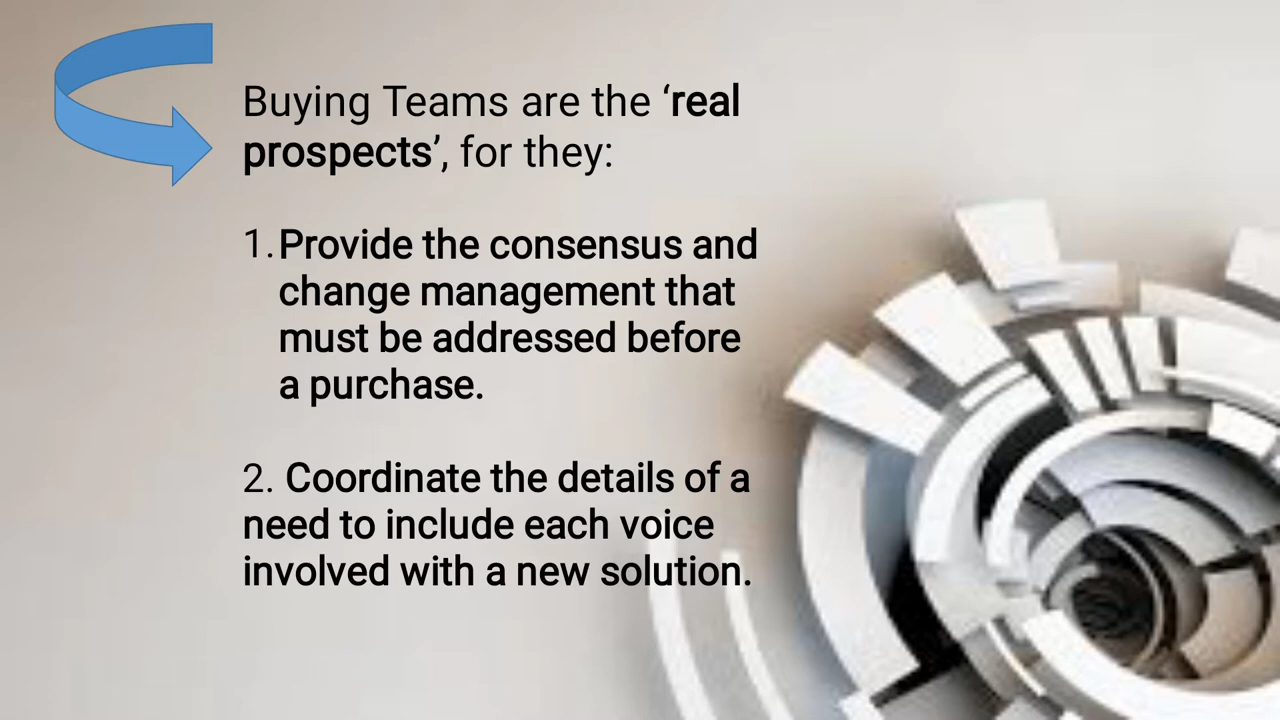 Buying Teams are the ‘real
prospects’, for they:
1. Provide the consensus and
change management that
must be addressed before
a purchase.
2. Coordinate the details of a
need to include each voice
involved with a new solution.